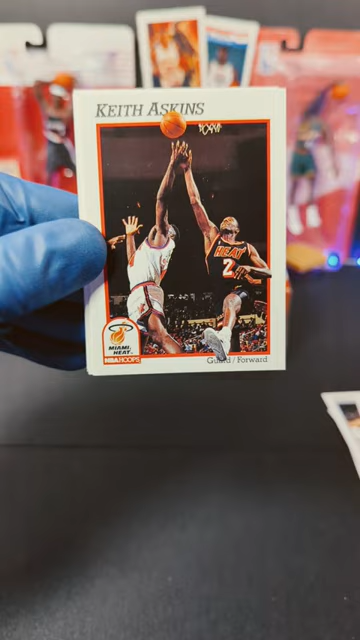 KEITH ASKINS
HEAT
2
MIAMI
HEAT
NBA HOOPS
Guard / Forward